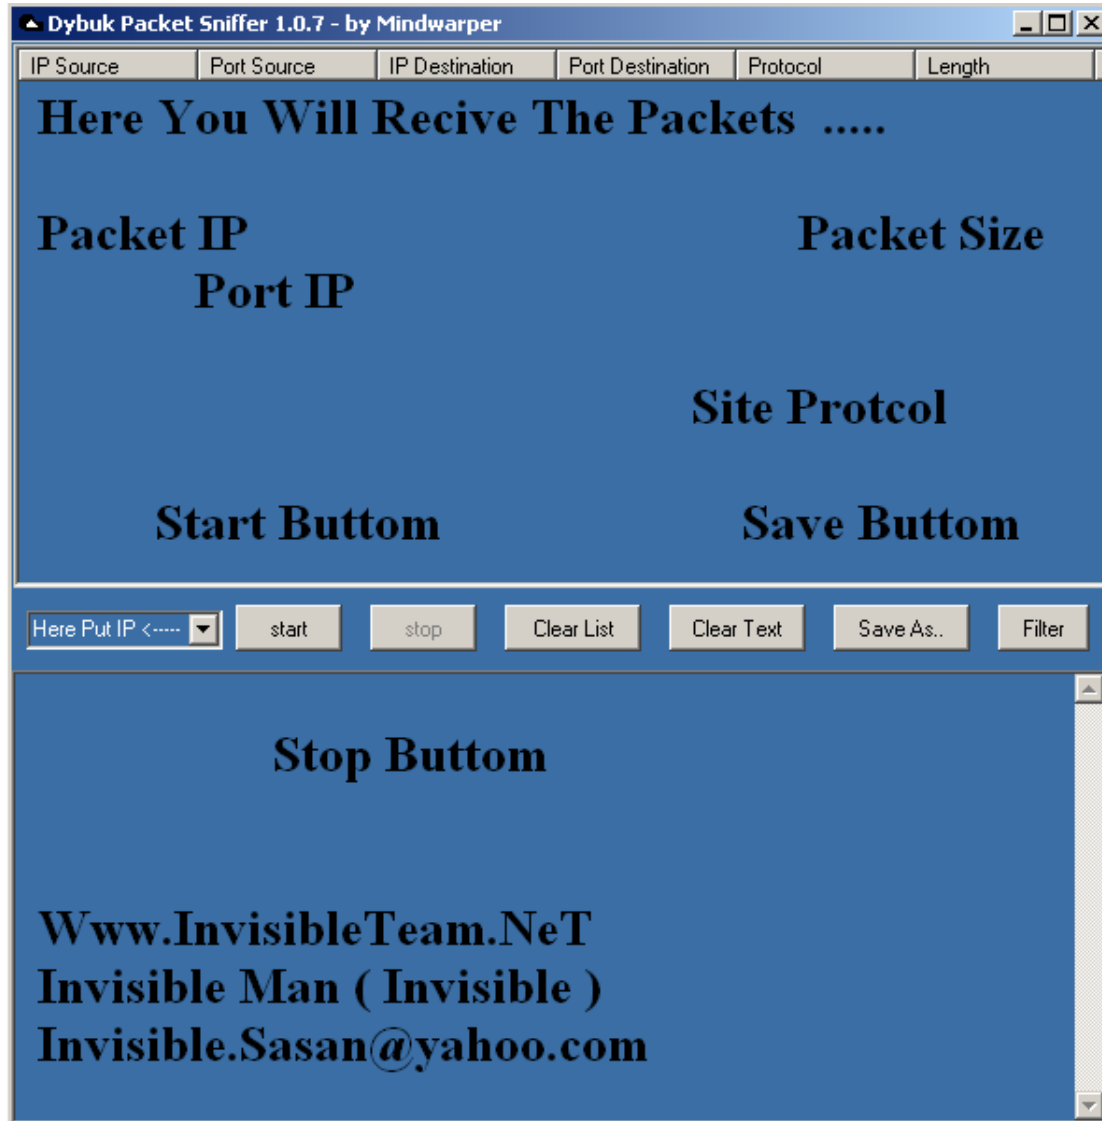 Dybuk Packet Sniffer 1.0.7 - by Mindwarper
IP Source Port Source IP Destination Port Destination Protocol Length
Here You Will Recive The Packets .....
Packet IP Packet Size
Port IP
Site Protcol
Start Buttom Save Buttom
Here Put IP <----- start stop Clear List Clear Text Save As.. Filter
Stop Buttom
Www.InvisibleTeam.NeT
Invisible Man ( Invisible )
Invisible.Sasan@yahoo.com